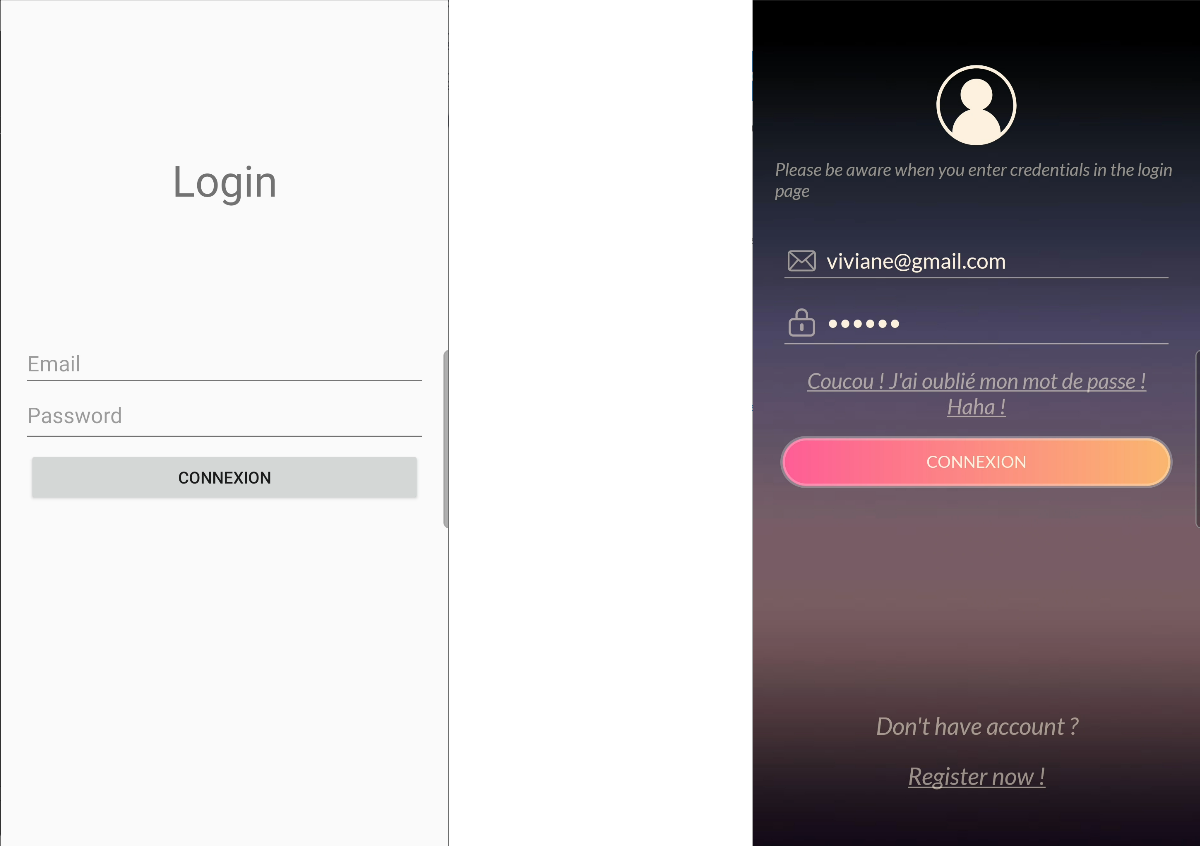 Login
Email
Password
CONNEXION
Please be aware when you enter credentials in the login
page
viviane@gmail.com
Coucou ! J'ai oublié mon mot de passe !
Haha !
CONNEXION
Don't have account ?
Register now !